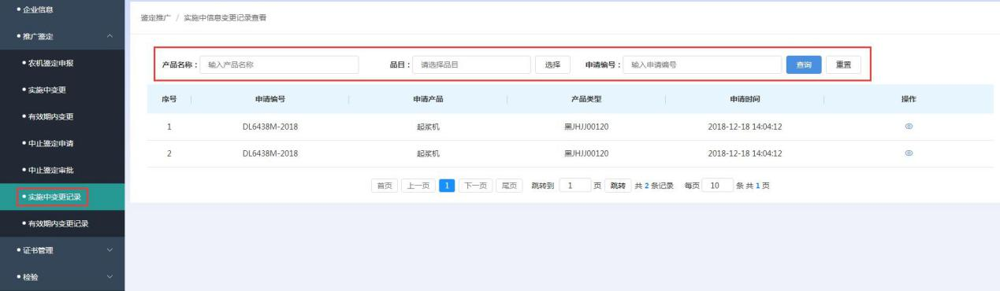 企业信息
推广鉴定
农机鉴定申报
实施中变更
有效期内变更
中止鉴定申请
中止鉴定审批
实施中变更记录
有效期内变更记录
证书管理
检验
鉴定推广 / 实施中信息变更记录查看
产品名称： 输入产品名称 品目： 请选择品目 选择 申请编号： 输入申请编号 查询 重置
序号 申请编号 申请产品 产品类型 申请时间 操作
1 DL6438M-2018 起浆机 黑JHJJ00120 2018-12-18 14:04:12
2 DL6438M-2018 起浆机 黑JHJJ00120 2018-12-18 14:04:12
首页 上一页 1 下一页 尾页 跳转到 1 页 跳转 共 2 条记录 每页 10 条 共 1 页